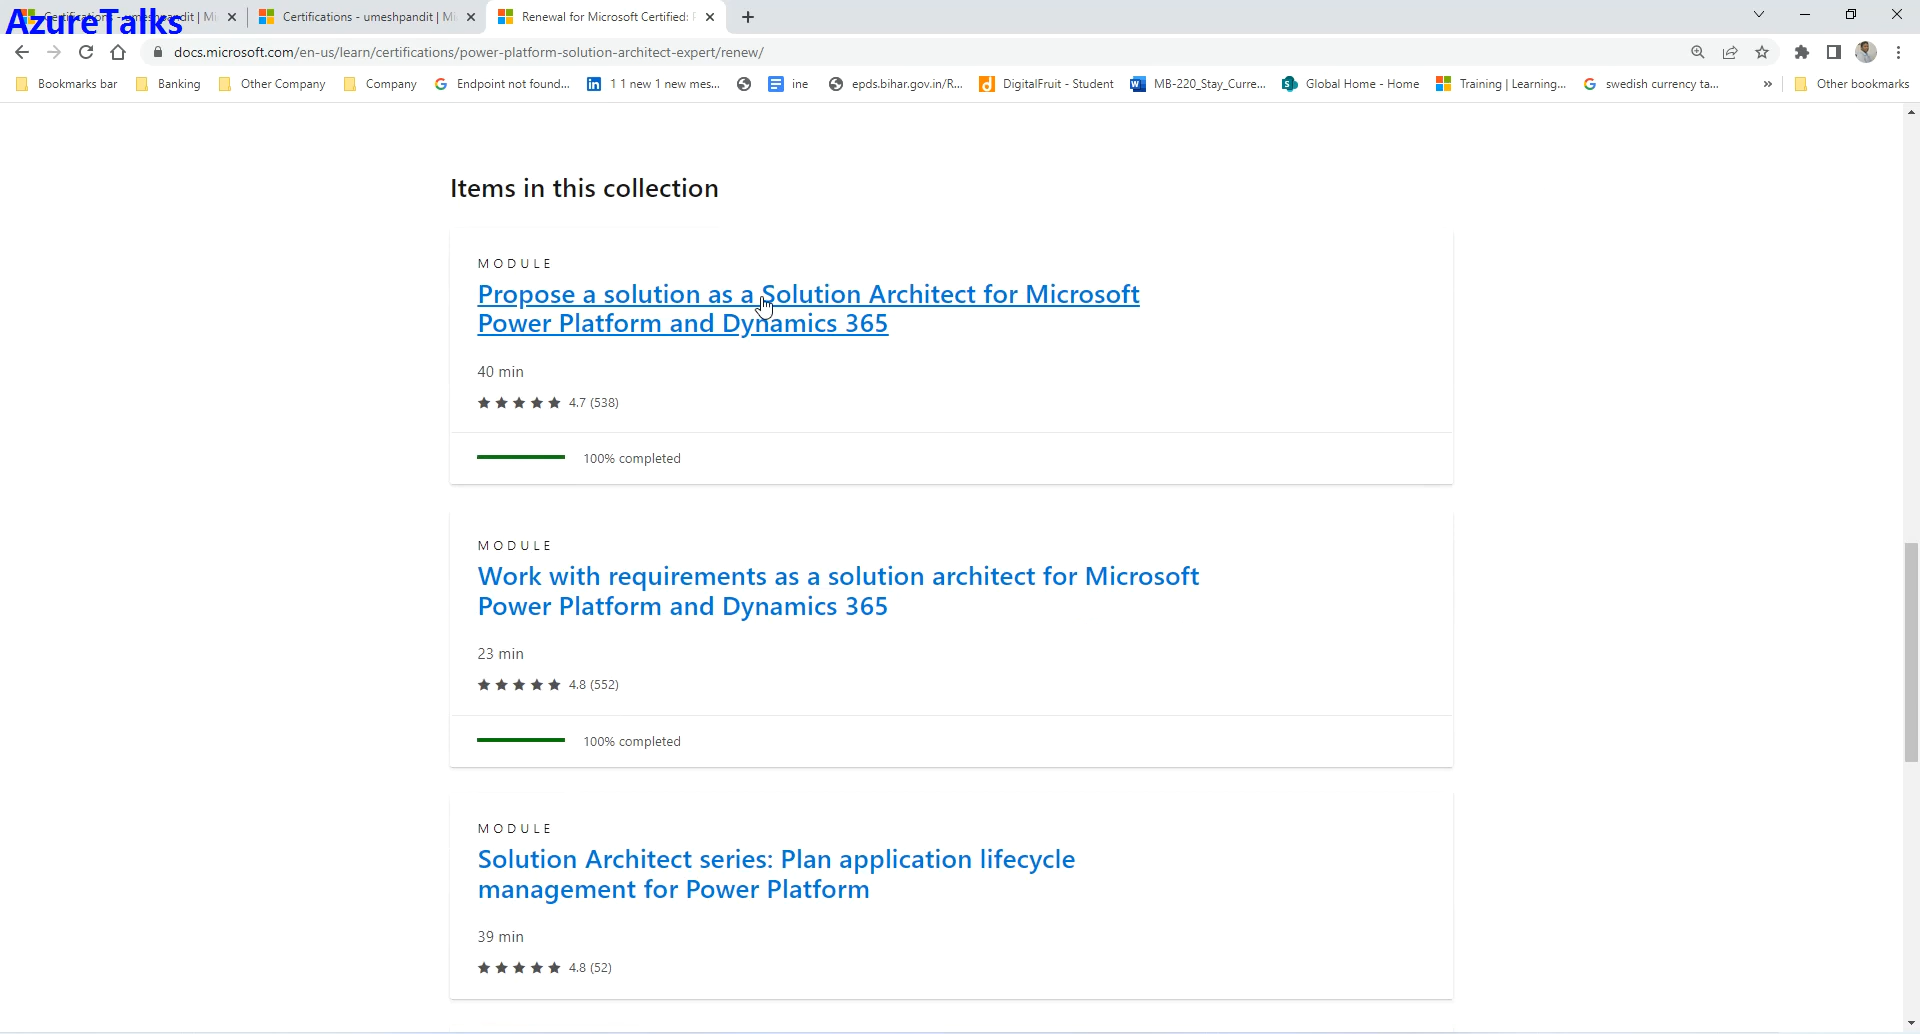 AzureTalks
Certifications - umeshpandit | Mi
Certifications - umeshpandit | Mi
Renewal for Microsoft Certified:
docs.microsoft.com/en-us/learn/certifications/power-platform-solution-architect-expert/renew/
Bookmarks bar
Banking
Other Company
Company
Endpoint not found...
1 1 new 1 new mes...
ine
epds.bihar.gov.in/R...
DigitalFruit - Student
MB-220_Stay_Curre...
Global Home - Home
Training | Learning...
swedish currency ta...
»
Other bookmarks
Items in this collection
MODULE
Propose a solution as a Solution Architect for Microsoft
Power Platform and Dynamics 365
40 min
4.7 (538)
100% completed
MODULE
Work with requirements as a solution architect for Microsoft
Power Platform and Dynamics 365
23 min
4.8 (552)
100% completed
MODULE
Solution Architect series: Plan application lifecycle
management for Power Platform
39 min
4.8 (52)